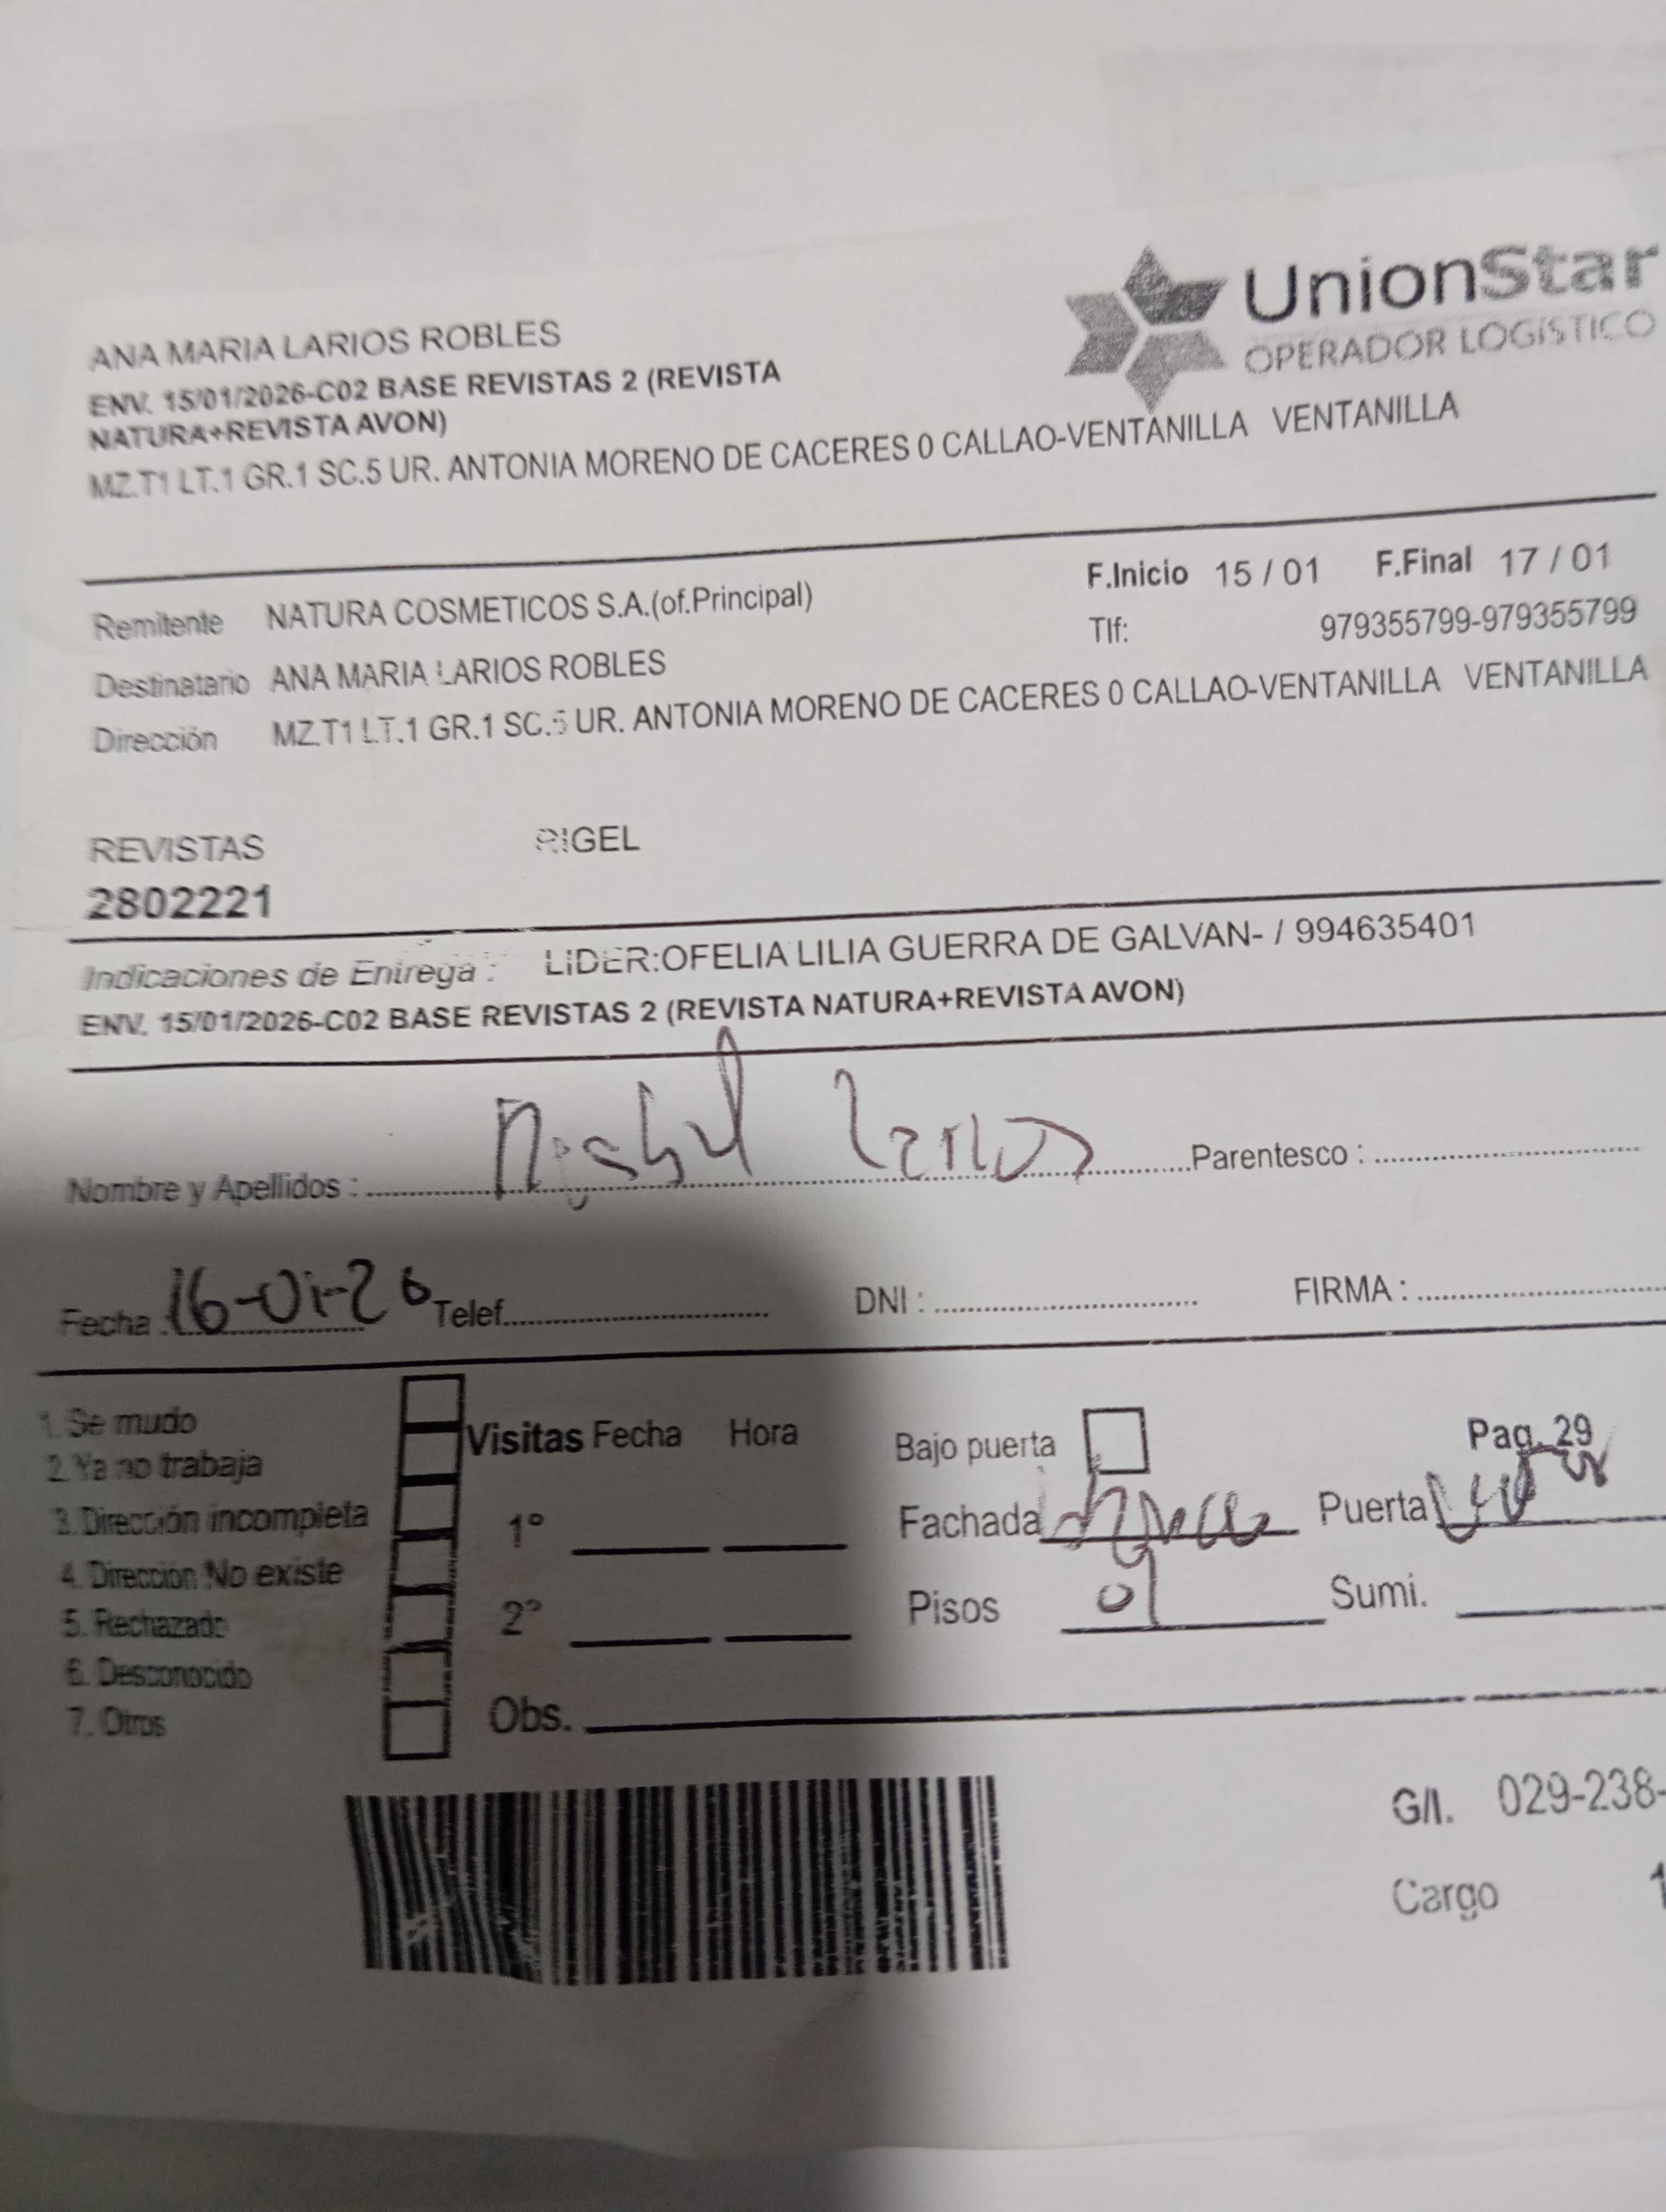 UnionStar
OPERADOR LOGÍSTICO
ANA MARIA LARIOS ROBLES
ENV. 15/01/2026-C02 BASE REVISTAS 2 (REVISTA
NATURA+REVISTA AVON)
MZ.T1 LT.1 GR.1 SC.5 UR. ANTONIA MORENO DE CACERES 0 CALLAO-VENTANILLA VENTANILLA
F.Inicio 15 / 01 F.Final 17 / 01
Remitente NATURA COSMETICOS S.A.(of.Principal)
Tlf: 979355799-979355799
Destinatario ANA MARIA LARIOS ROBLES
Dirección MZ.T1 LT.1 GR.1 SC.5 UR. ANTONIA MORENO DE CACERES 0 CALLAO-VENTANILLA VENTANILLA
REVISTAS RIGEL
2802221
Indicaciones de Entrega : LIDER:OFELIA LILIA GUERRA DE GALVAN- / 994635401
ENV. 15/01/2026-C02 BASE REVISTAS 2 (REVISTA NATURA+REVISTA AVON)
Nombre y Apellidos : Larios Parentesco :
Fecha 16-01-26 Telef. DNI : FIRMA :
1. Se mudo
2. Ya no trabaja
3. Dirección incompleta
4. Dirección No existe
5. Rechazado
6. Desconocido
7. Otros
Visitas Fecha Hora
1°
2°
Obs.
Bajo puerta
Pag. 29
Fachada Puerta
Pisos 01 Sumi.
G/I. 029-238-
Cargo 1